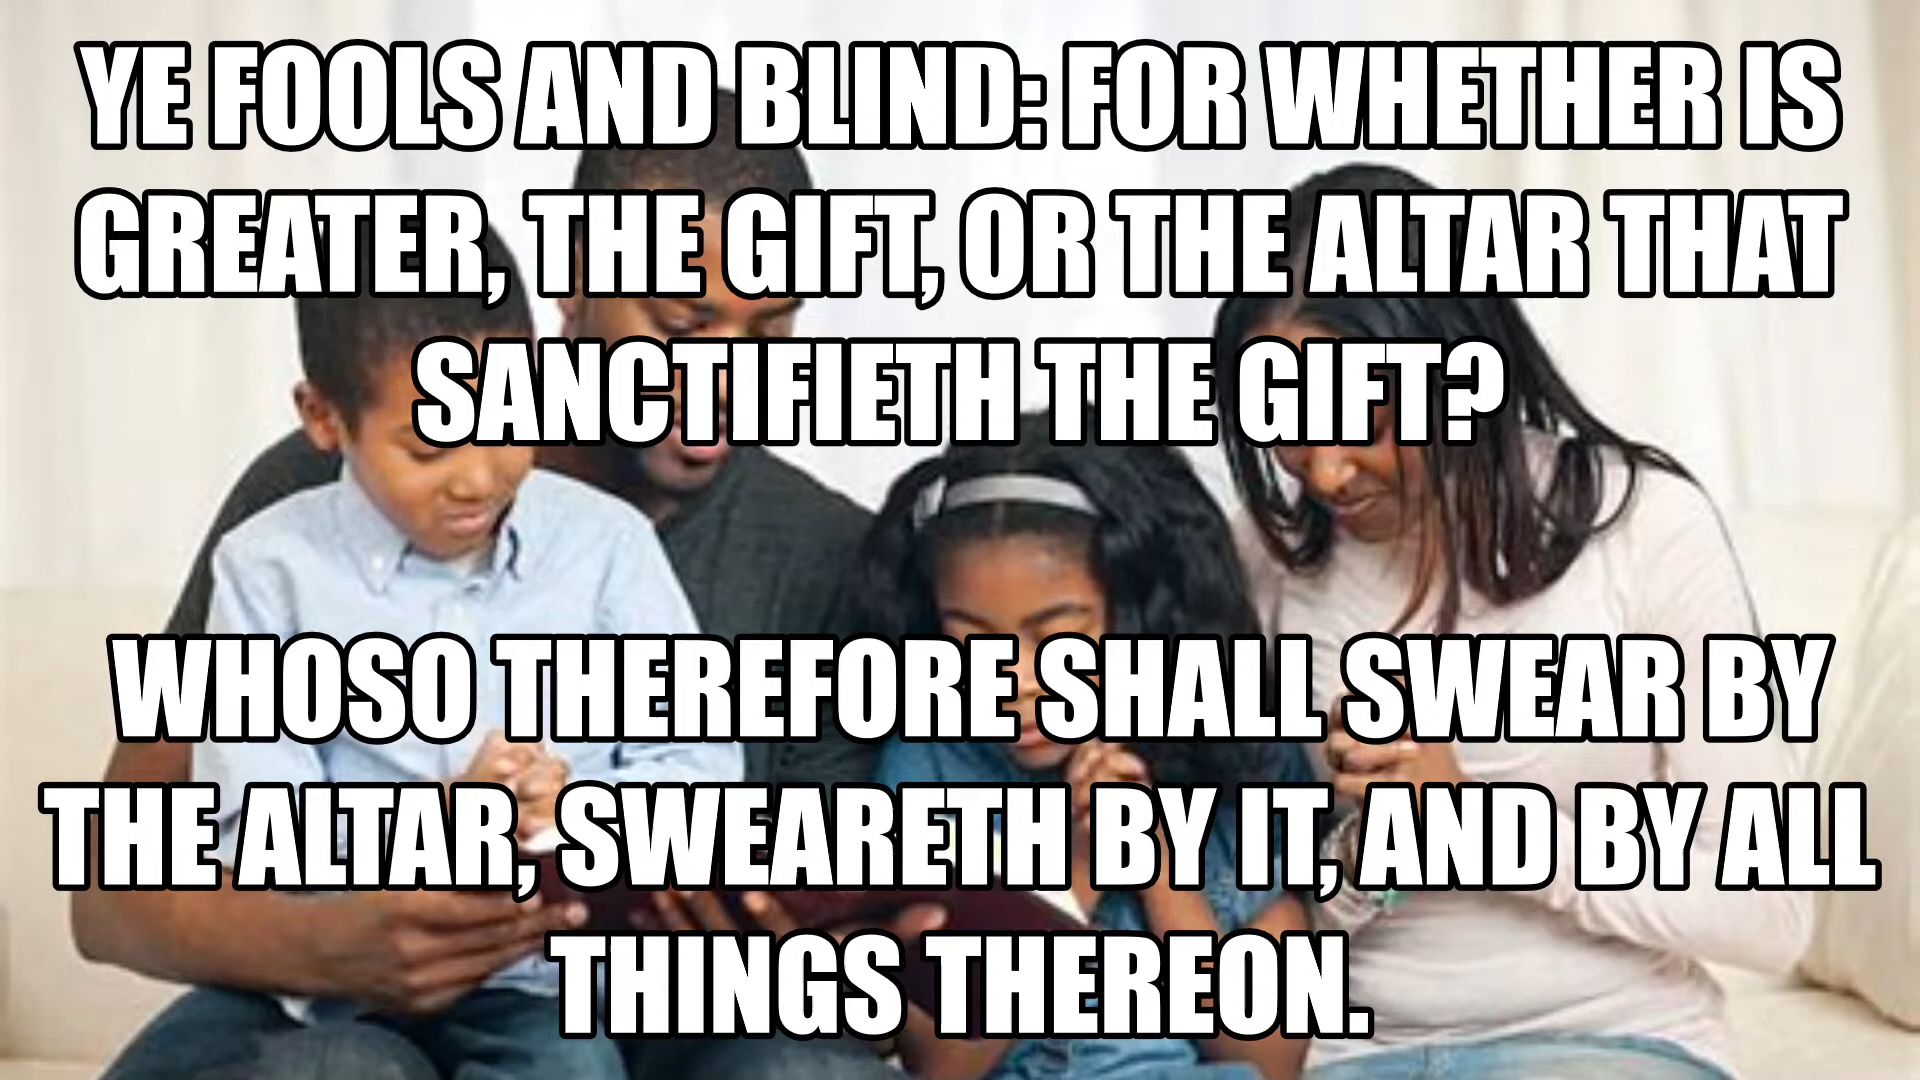 YE FOOLS AND BLIND: FOR WHETHER IS
GREATER, THE GIFT, OR THE ALTAR THAT
SANCTIFIETH THE GIFT?
WHOSO THEREFORE SHALL SWEAR BY
THE ALTAR, SWEARETH BY IT, AND BY ALL
THINGS THEREON.